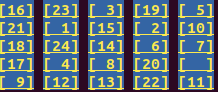 [16] [23] [ 3] [19] [ 5]
[21] [ 1] [15] [ 2] [10]
[18] [24] [14] [ 6] [ 7]
[17] [ 4] [ 8] [20] [  ]
[ 9] [12] [13] [22] [11]